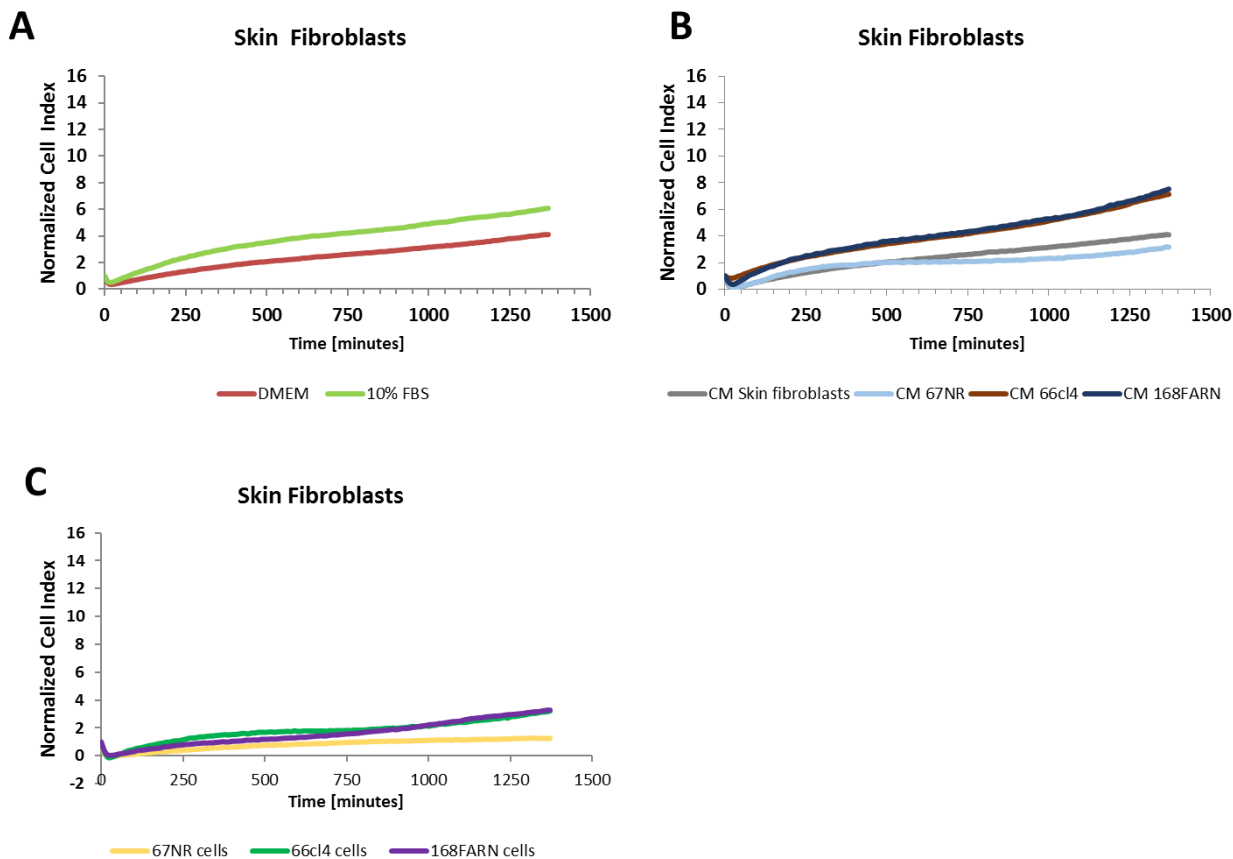 A
Skin Fibroblasts
Normalized Cell Index
16
14
12
10
8
6
4
2
0
0 250 500 750 1000 1250 1500
Time [minutes]
DMEM 10% FBS
B
Skin Fibroblasts
Normalized Cell Index
16
14
12
10
8
6
4
2
0
0 250 500 750 1000 1250 1500
Time [minutes]
CM Skin fibroblasts CM 67NR CM 66cl4 CM 168FARN
C
Skin Fibroblasts
Normalized Cell Index
16
14
12
10
8
6
4
2
0
-2
0 250 500 750 1000 1250 1500
Time [minutes]
67NR cells 66cl4 cells 168FARN cells